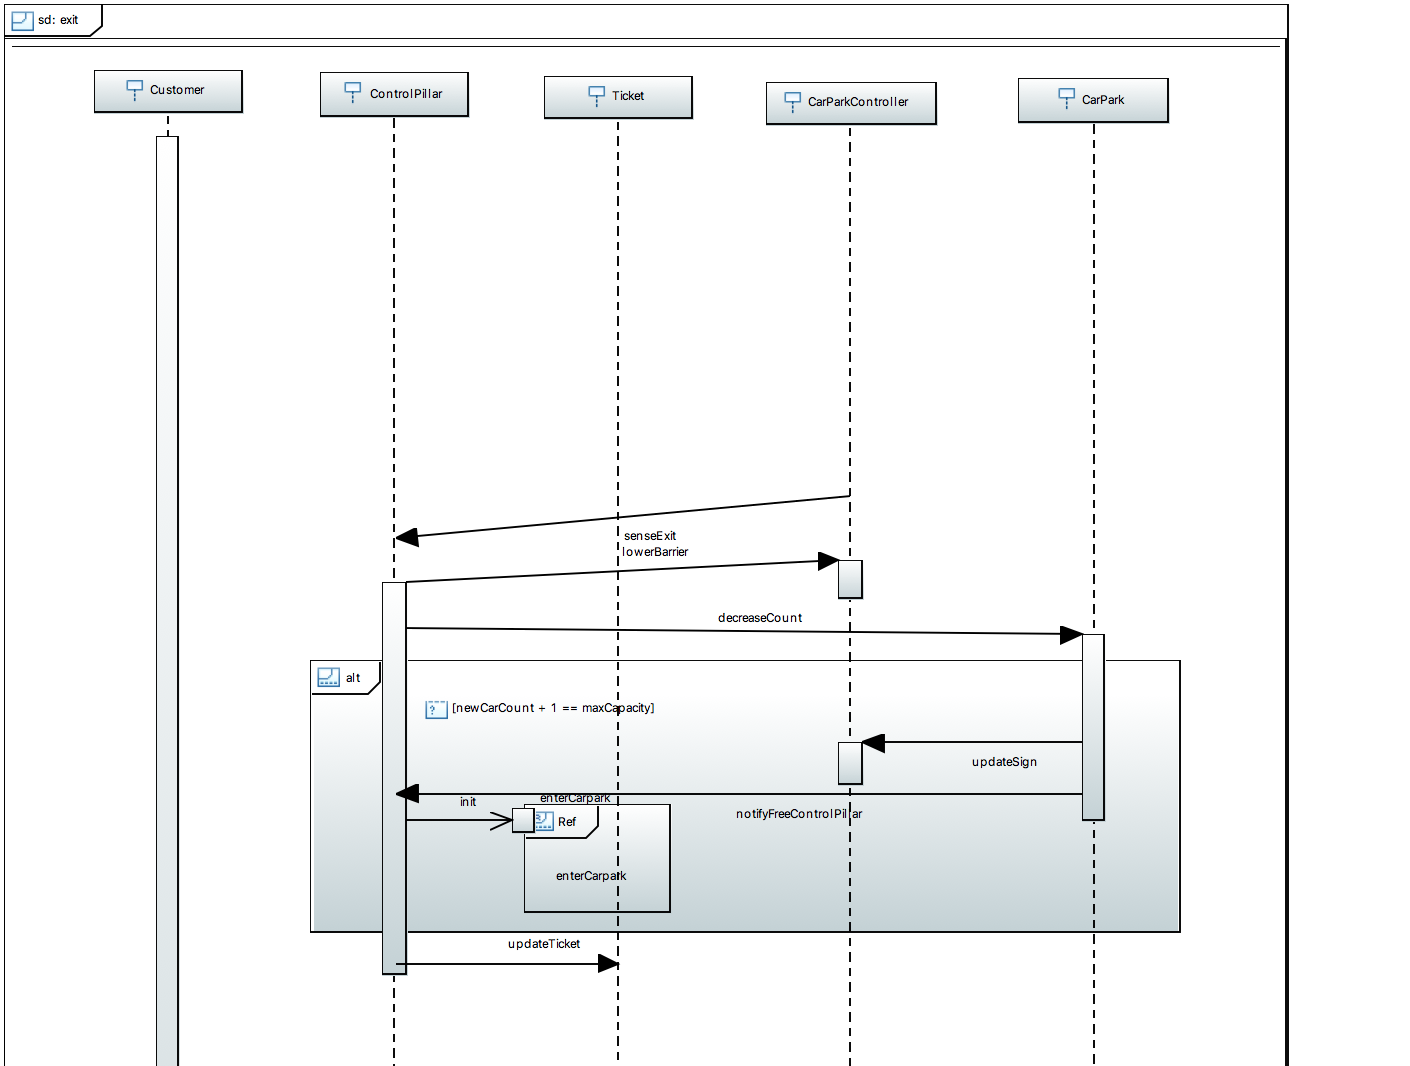 sd: exit
Customer
ControlPillar
Ticket
CarParkController
CarPark
senseExit
lowerBarrier
decreaseCount
alt
[newCarCount + 1 == maxCapacity]
updateSign
init
enterCarpark
notifyFreeControlPillar
Ref
enterCarpark
updateTicket